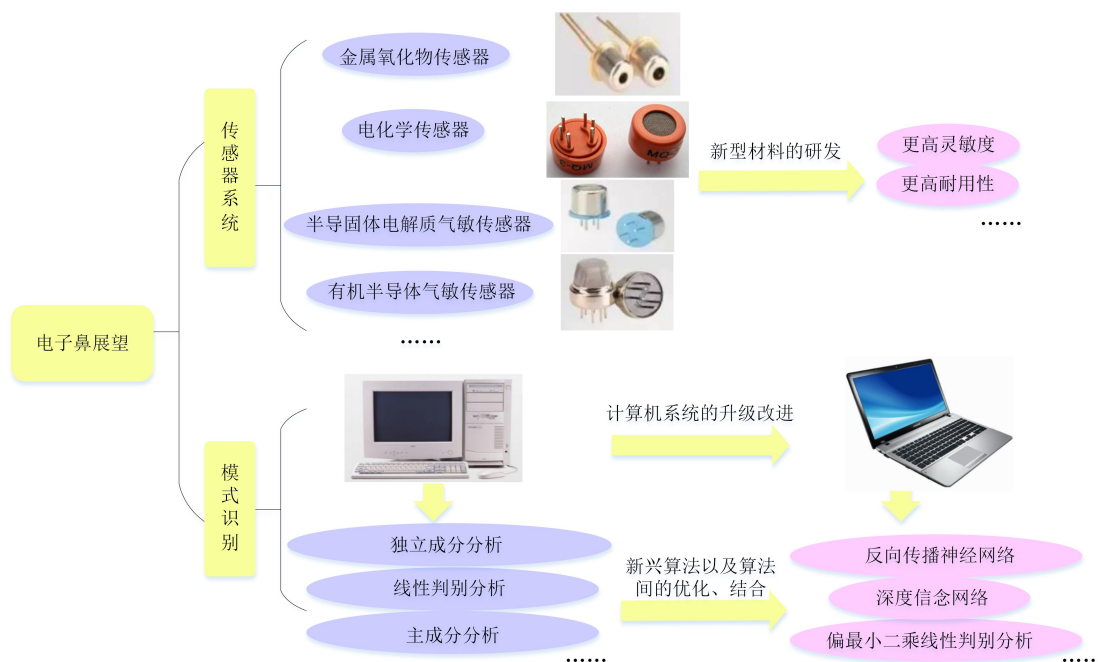 电子鼻展望
传感器系统
金属氧化物传感器
电化学传感器
半导固体电解质气敏传感器
有机半导体气敏传感器
……
新型材料的研发
更高灵敏度
更高耐用性
……
模式识别
计算机系统的升级改进
独立成分分析
线性判别分析
主成分分析
……
新兴算法以及算法
间的优化、结合
反向传播神经网络
深度信念网络
偏最小二乘线性判别分析
……